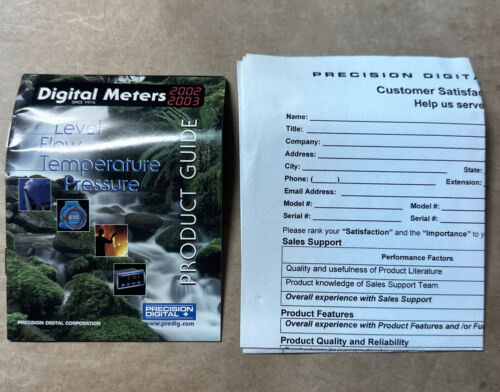 Digital Meters
SINCE 1974
2002
2003
Level
Flow
Temperature
Pressure
PRODUCT GUIDE
PRECISION
DIGITAL
www.predig.com
PRECISION DIGITAL CORPORATION
PRECISION DIGITA
Customer Satisfac
Help us serve
Name:
Title:
Company:
Address:
City: State:
Phone: ( ) Extension:
Email Address:
Model #: Model #:
Serial #: Serial #:
Please rank your "Satisfaction" and the "Importance" to y
Sales Support
Performance Factors
Quality and usefulness of Product Literature
Product knowledge of Sales Support Team
Overall experience with Sales Support
Product Features
Overall experience with Product Features and /or Fu
Product Quality and Reliability